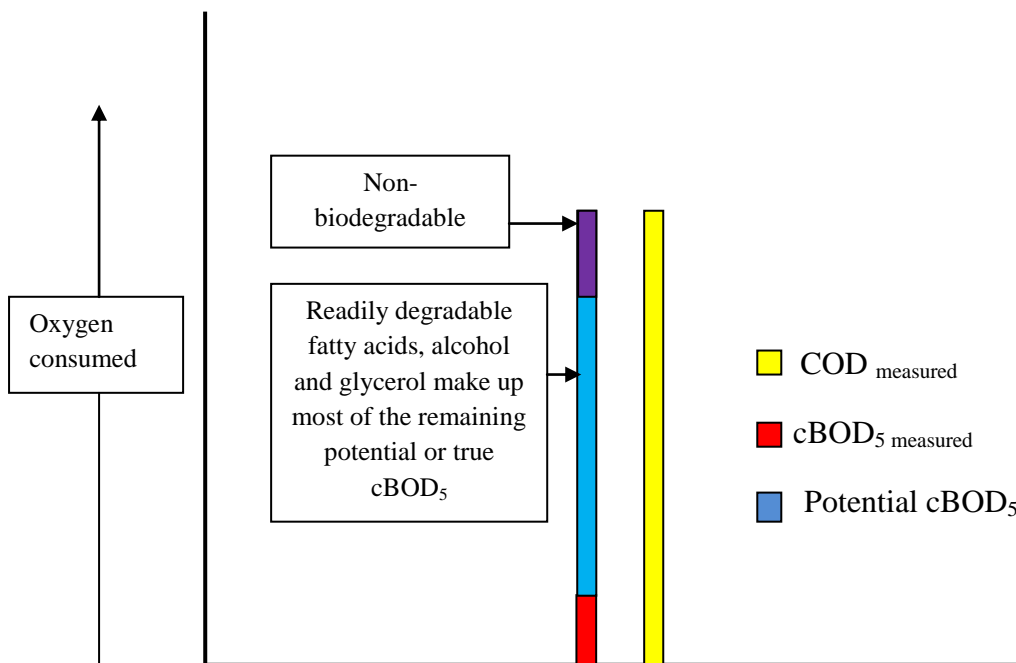 Non-
biodegradable
Readily degradable
fatty acids, alcohol
and glycerol make up
most of the remaining
potential or true
cBOD₅
Oxygen
consumed
COD measured
cBOD₅ measured
Potential cBOD₅